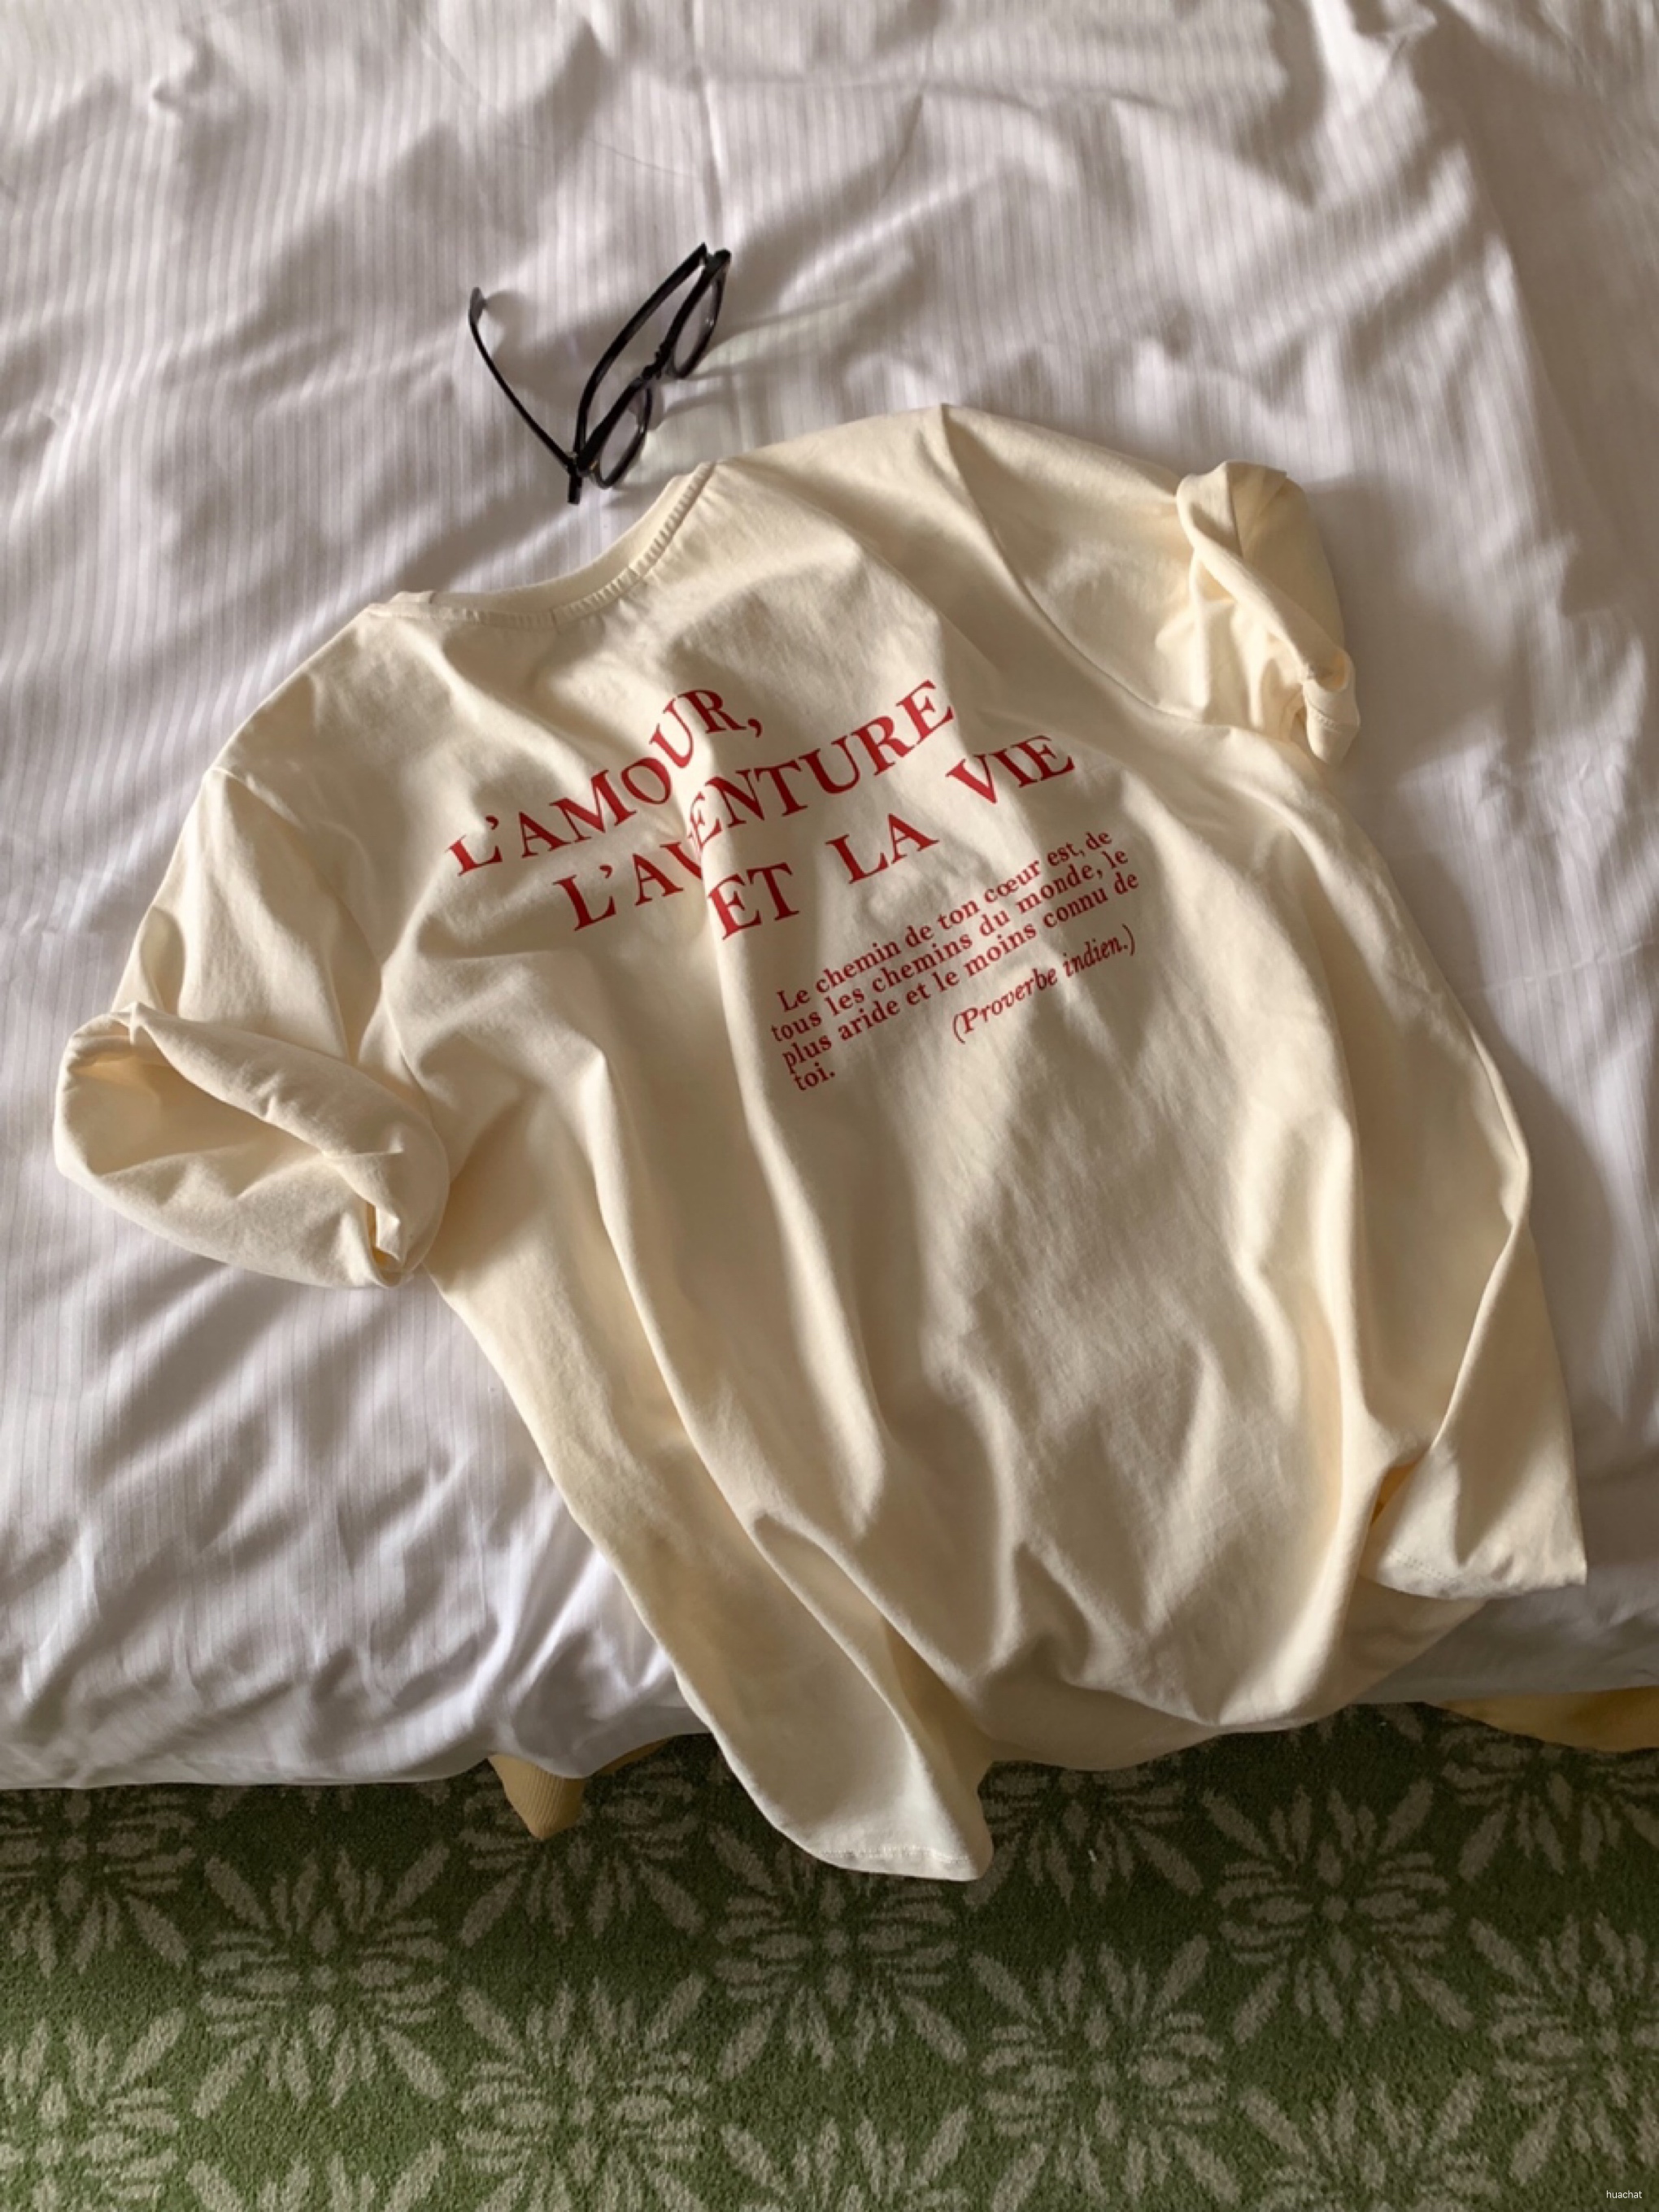 L'AMOUR,
L'AVENTURE
ET LA VIE
Le chemin de ton cœur est, de
tous les chemins du monde, le
plus aride et le moins connu de
toi.
(Proverbe indien.)
huachat